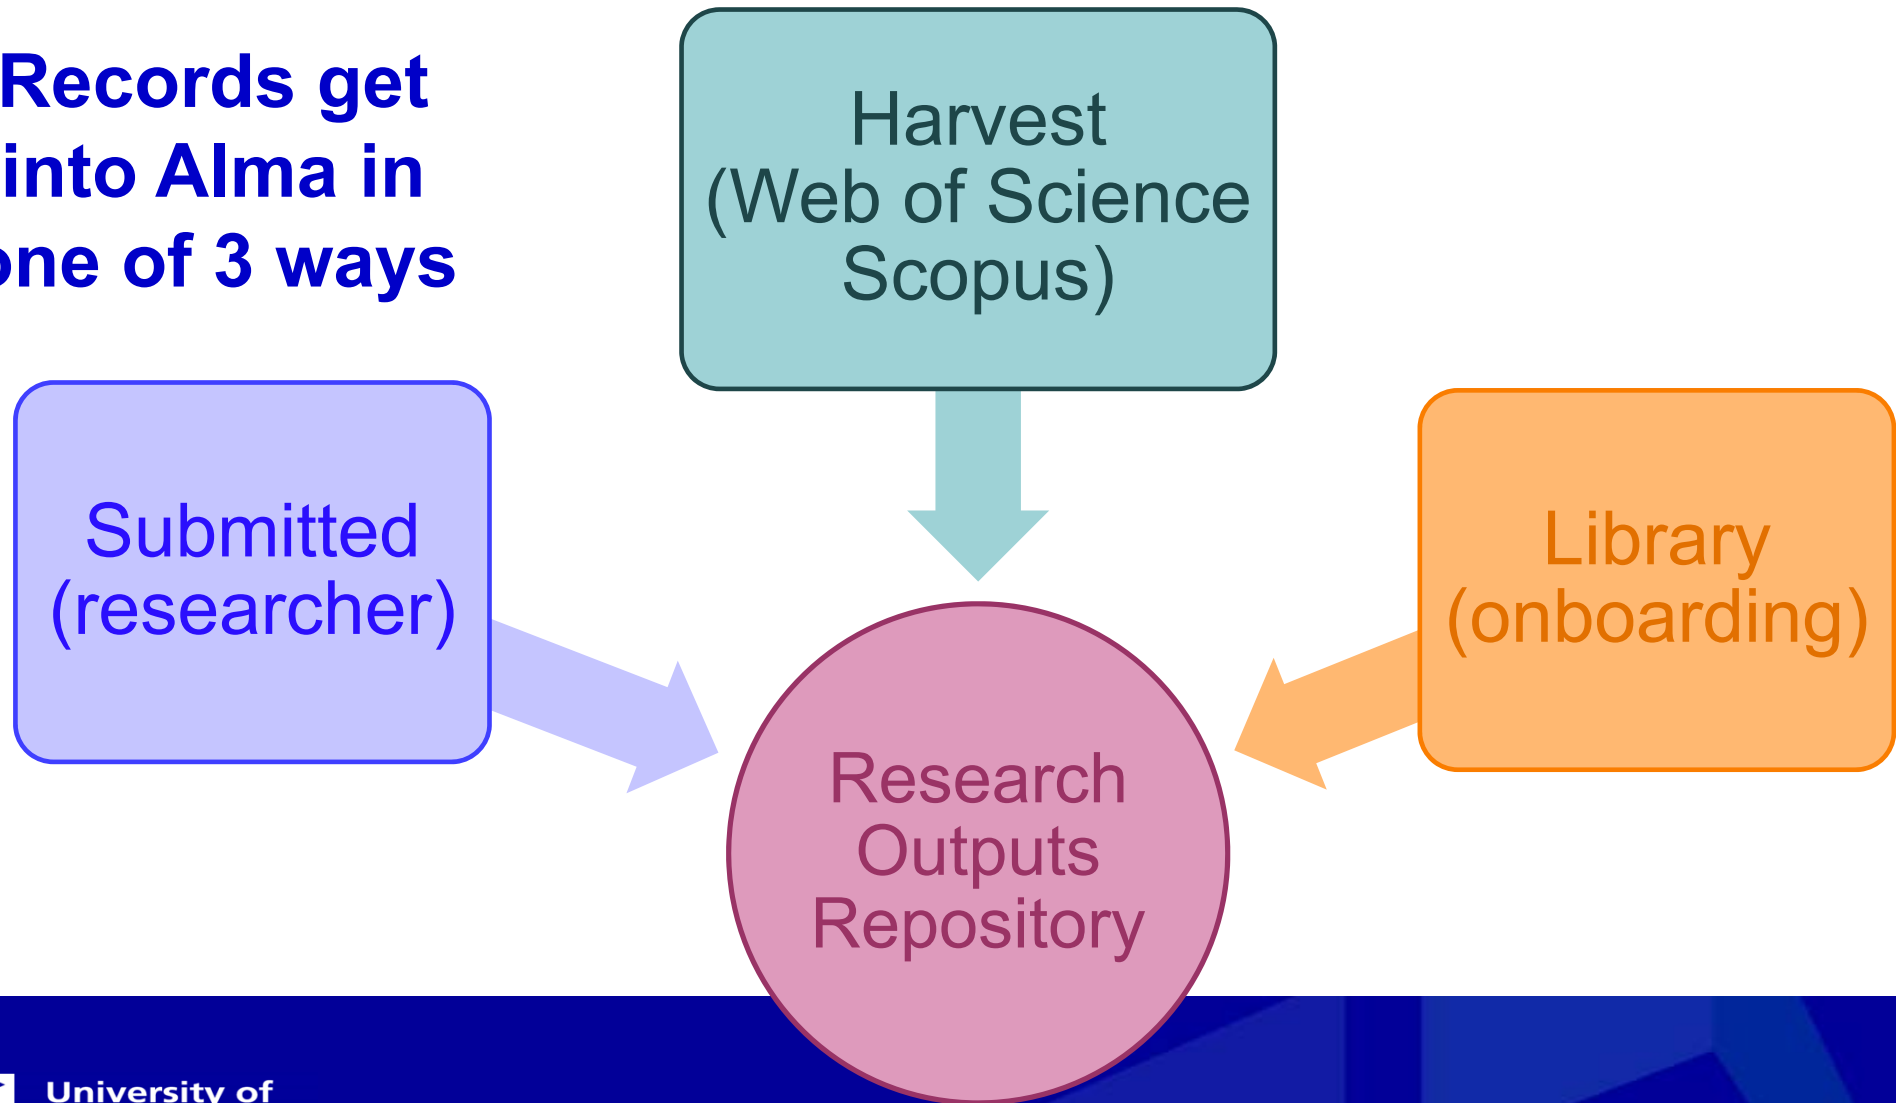 Records get
into Alma in
one of 3 ways
Harvest
(Web of Science
Scopus)
Submitted
(researcher)
Library
(onboarding)
Research
Outputs
Repository
University of